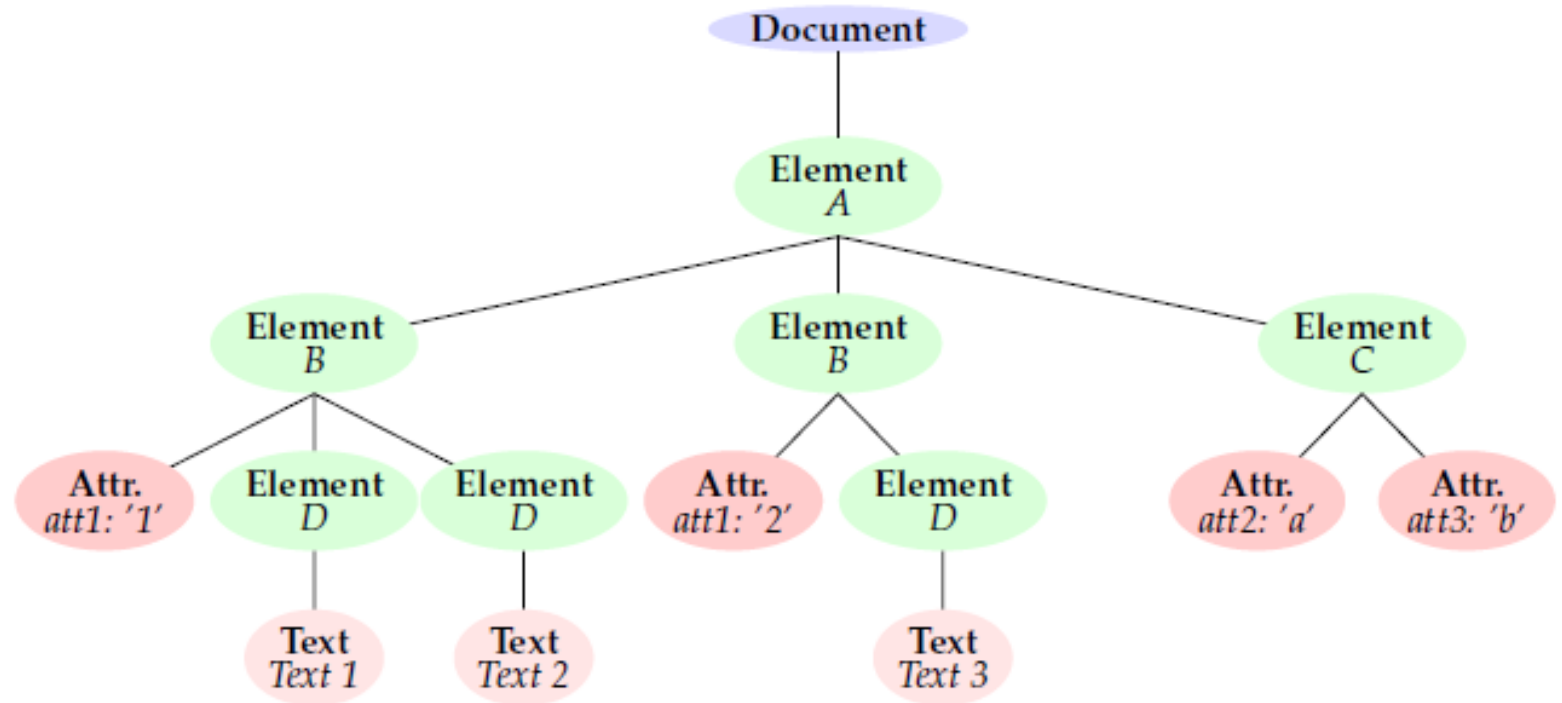 Document
Element
A
Element
B
Element
B
Element
C
Attr.
att1: '1'
Element
D
Element
D
Attr.
att1: '2'
Element
D
Attr.
att2: 'a'
Attr.
att3: 'b'
Text
Text 1
Text
Text 2
Text
Text 3